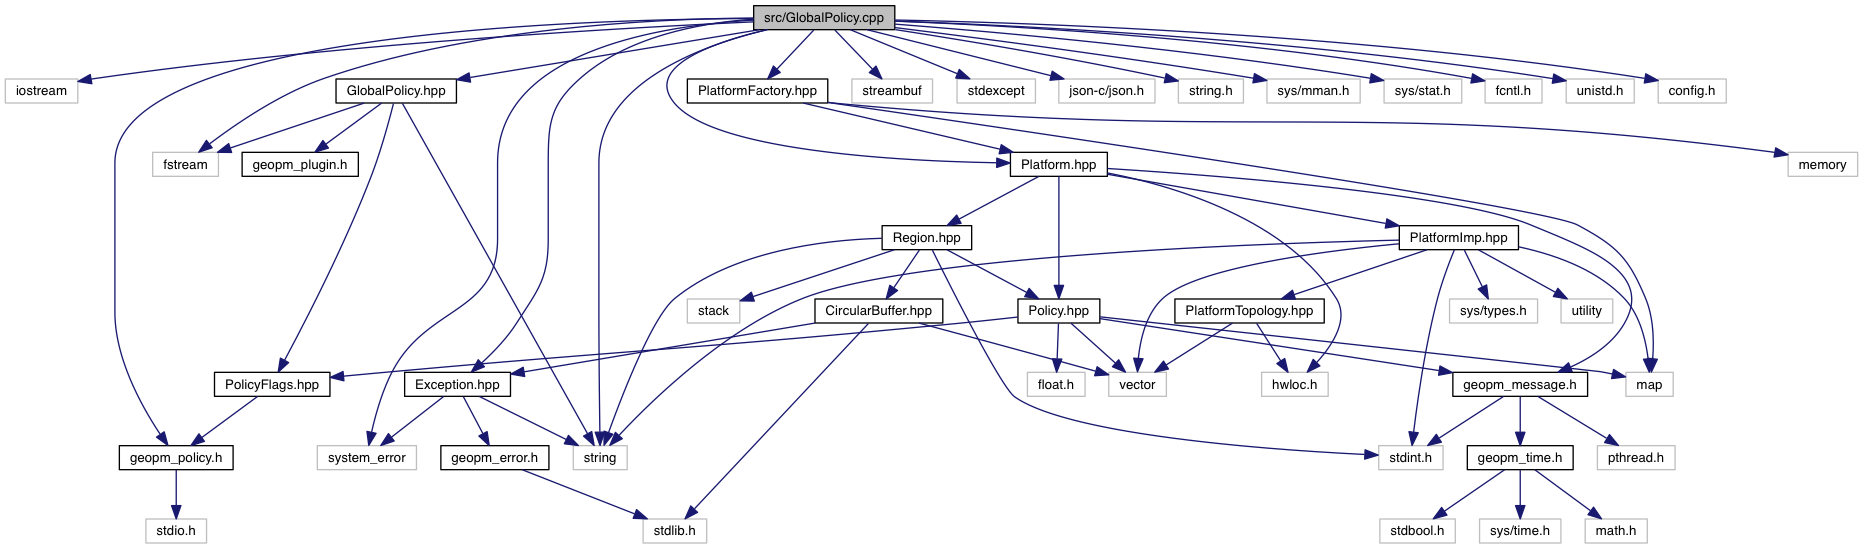 src/GlobalPolicy.cpp
iostream
GlobalPolicy.hpp
PlatformFactory.hpp
streambuf
stdexcept
json-c/json.h
string.h
sys/mman.h
sys/stat.h
fcntl.h
unistd.h
config.h
fstream
geopm_plugin.h
Platform.hpp
memory
Region.hpp
PlatformImp.hpp
stack
CircularBuffer.hpp
Policy.hpp
PlatformTopology.hpp
sys/types.h
utility
PolicyFlags.hpp
Exception.hpp
float.h
vector
hwloc.h
geopm_message.h
map
geopm_policy.h
system_error
geopm_error.h
string
stdint.h
geopm_time.h
pthread.h
stdio.h
stdlib.h
stdbool.h
sys/time.h
math.h